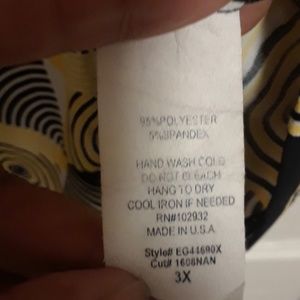 95%POLYESTER
5%SPANDEX
HAND WASH COLD
DO NOT BLEACH
HANG TO DRY
COOL IRON IF NEEDED
RN#102932
MADE IN U.S.A
Style# EG44690X
Cut# 1608NAN
3X